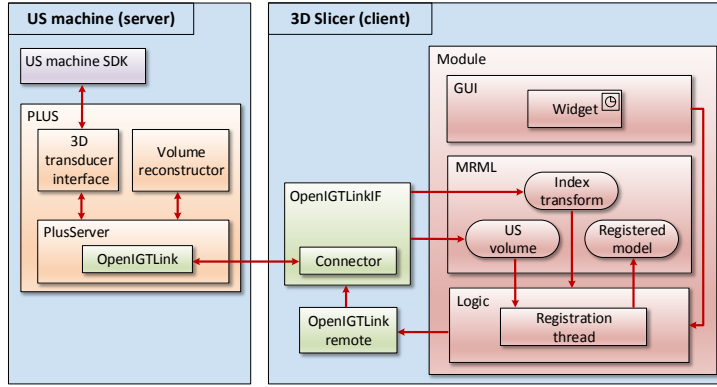 US machine (server)
US machine SDK
PLUS
3D
transducer
interface
Volume
reconstructor
PlusServer
OpenIGTLink
3D Slicer (client)
Module
GUI
Widget
MRML
Index
transform
US
volume
Registered
model
OpenIGTLinkIF
Connector
OpenIGTLink
remote
Logic
Registration
thread